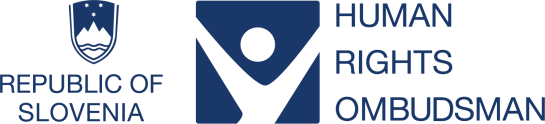 REPUBLIC OF
SLOVENIA
HUMAN
RIGHTS
OMBUDSMAN